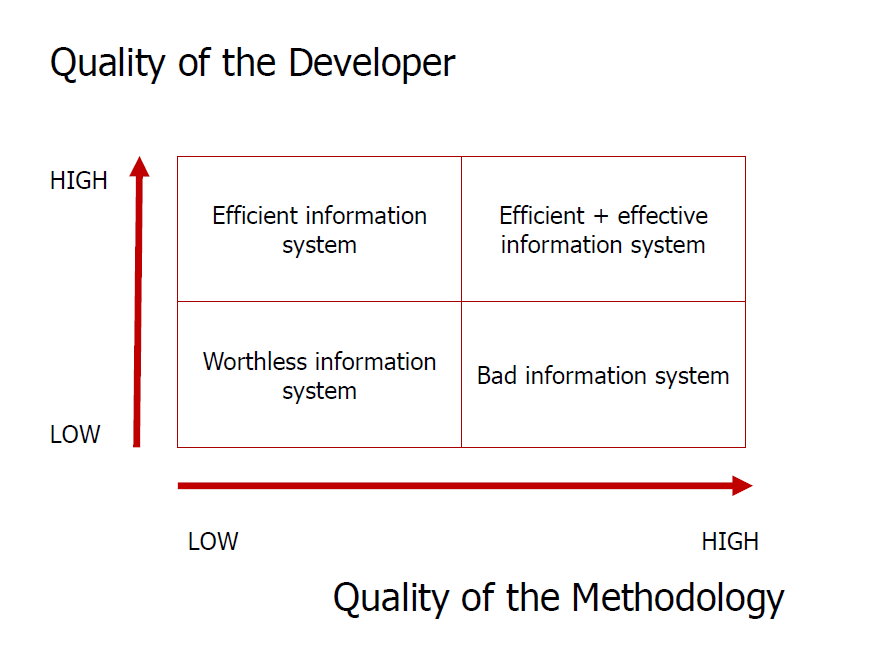 Quality of the Developer
HIGH
Efficient information
system
Efficient + effective
information system
Worthless information
system
Bad information system
LOW
LOW
HIGH
Quality of the Methodology